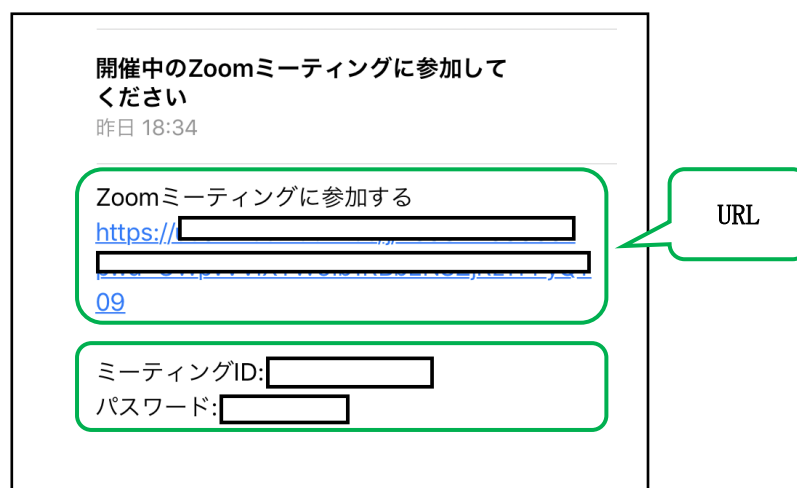 開催中のZoomミーティングに参加して
ください
昨日 18:34
Zoomミーティングに参加する
https://
09
URL
ミーティングID:
パスワード: